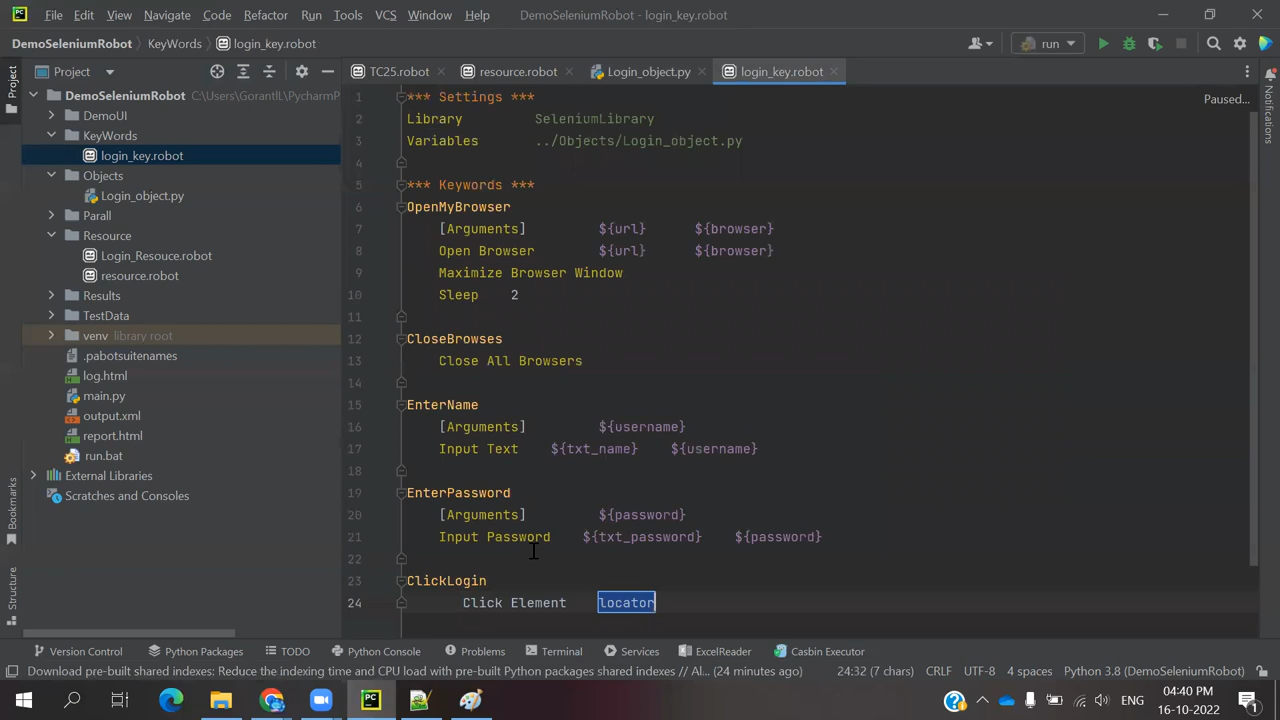 File Edit View Navigate Code Refactor Run Tools VCS Window Help DemoSeleniumRobot - login_key.robot
DemoSeleniumRobot KeyWords login_key.robot run
Project TC25.robot resource.robot Login_object.py login_key.robot
Project
Notifications
Bookmarks
Structure
DemoSeleniumRobot C:\Users\GorantlL\PycharmP
DemoUI
KeyWords
login_key.robot
Objects
Login_object.py
Parall
Resource
Login_Resouce.robot
resource.robot
Results
TestData
venv library root
.pabotsuitenames
log.html
main.py
output.xml
report.html
run.bat
External Libraries
Scratches and Consoles
Paused...
1 *** Settings ***
2 Library SeleniumLibrary
3 Variables ../Objects/Login_object.py
4
5 *** Keywords ***
6 OpenMyBrowser
7 [Arguments] ${url} ${browser}
8 Open Browser ${url} ${browser}
9 Maximize Browser Window
10 Sleep 2
11
12 CloseBrowses
13 Close All Browsers
14
15 EnterName
16 [Arguments] ${username}
17 Input Text ${txt_name} ${username}
18
19 EnterPassword
20 [Arguments] ${password}
21 Input Password ${txt_password} ${password}
22
23 ClickLogin
24 Click Element locator
Version Control Python Packages TODO Python Console Problems Terminal Services ExcelReader Casbin Executor
Download pre-built shared indexes: Reduce the indexing time and CPU load with pre-built Python packages shared indexes // Al... (24 minutes ago) 24:32 (7 chars) CRLF UTF-8 4 spaces Python 3.8 (DemoSeleniumRobot)
ENG 04:40 PM
16-10-2022
1